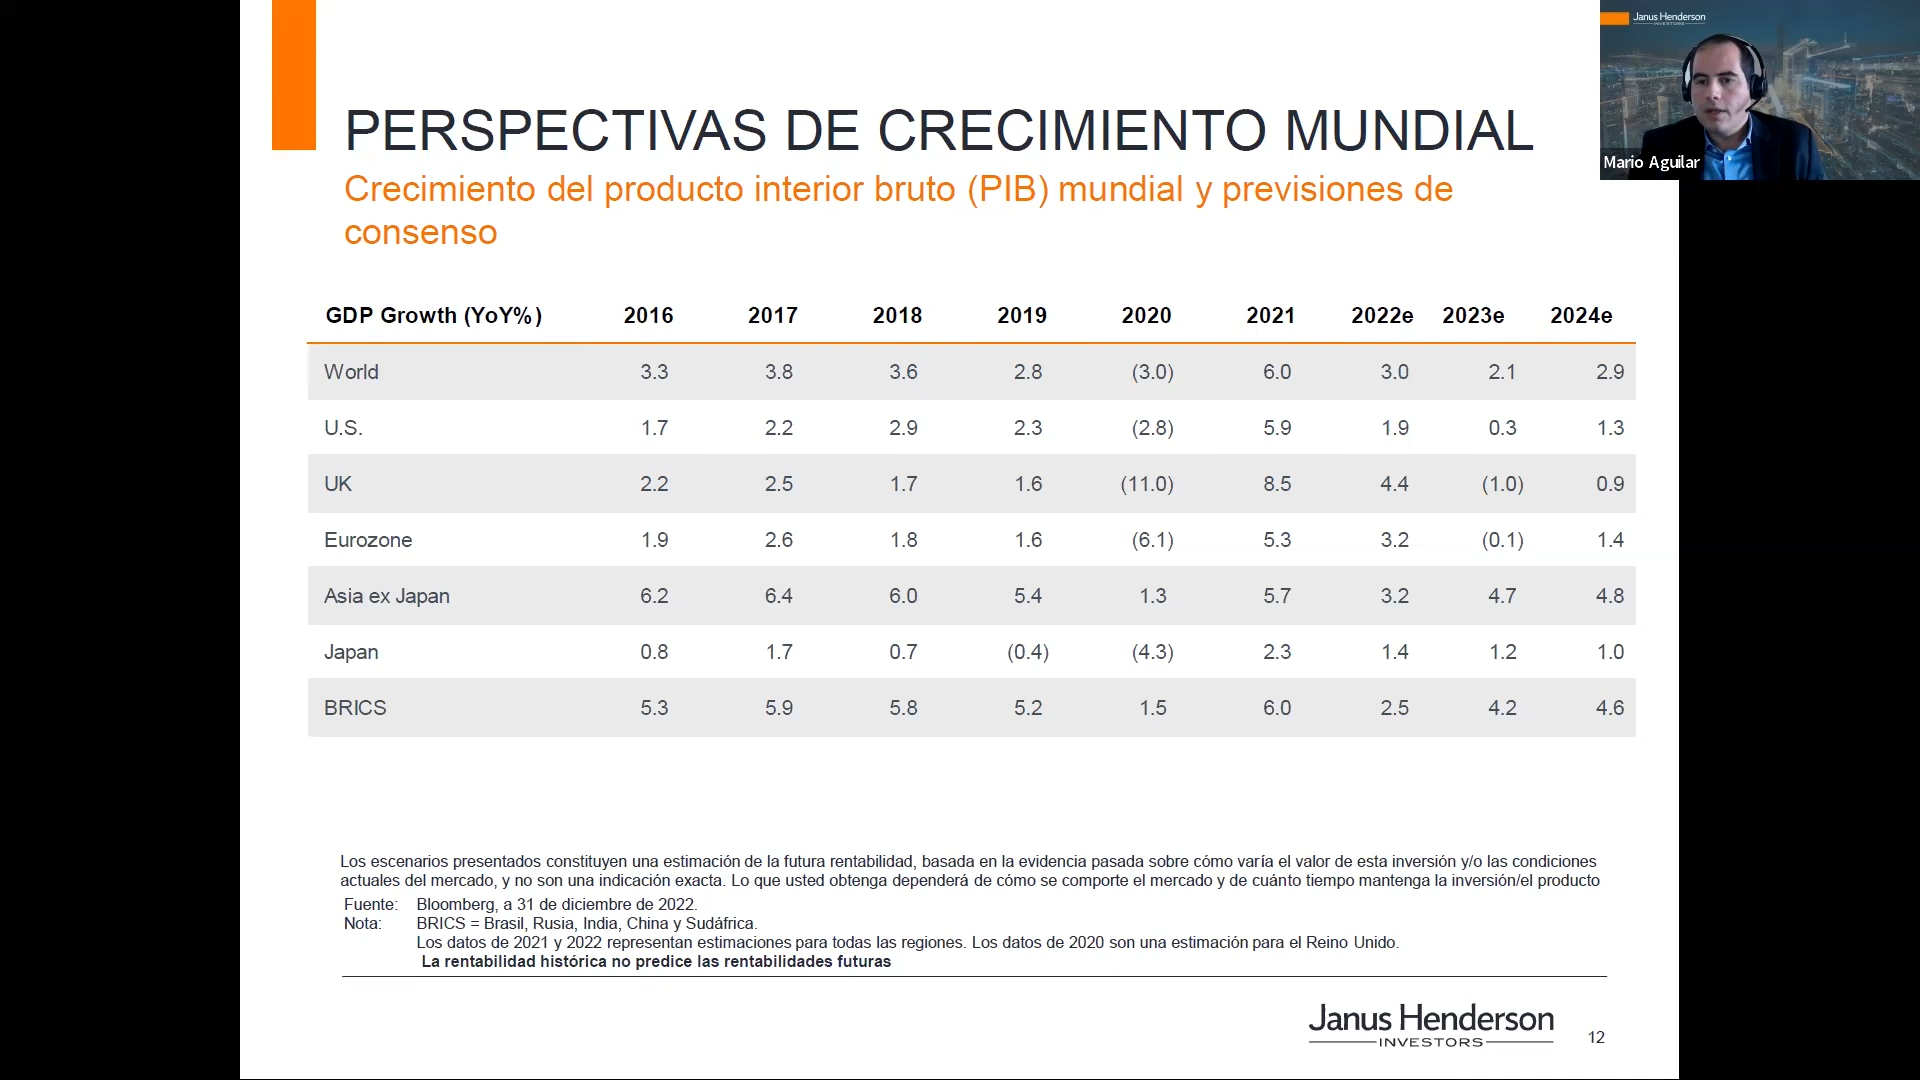 Janus Henderson
INVESTORS
Mario Aguilar
PERSPECTIVAS DE CRECIMIENTO MUNDIAL
Crecimiento del producto interior bruto (PIB) mundial y previsiones de
consenso
GDP Growth (YoY%) 2016 2017 2018 2019 2020 2021 2022e 2023e 2024e
World 3.3 3.8 3.6 2.8 (3.0) 6.0 3.0 2.1 2.9
U.S. 1.7 2.2 2.9 2.3 (2.8) 5.9 1.9 0.3 1.3
UK 2.2 2.5 1.7 1.6 (11.0) 8.5 4.4 (1.0) 0.9
Eurozone 1.9 2.6 1.8 1.6 (6.1) 5.3 3.2 (0.1) 1.4
Asia ex Japan 6.2 6.4 6.0 5.4 1.3 5.7 3.2 4.7 4.8
Japan 0.8 1.7 0.7 (0.4) (4.3) 2.3 1.4 1.2 1.0
BRICS 5.3 5.9 5.8 5.2 1.5 6.0 2.5 4.2 4.6
Los escenarios presentados constituyen una estimación de la futura rentabilidad, basada en la evidencia pasada sobre cómo varía el valor de esta inversión y/o las condiciones
actuales del mercado, y no son una indicación exacta. Lo que usted obtenga dependerá de cómo se comporte el mercado y de cuánto tiempo mantenga la inversión/el producto
Fuente: Bloomberg, a 31 de diciembre de 2022.
Nota: BRICS = Brasil, Rusia, India, China y Sudáfrica.
Los datos de 2021 y 2022 representan estimaciones para todas las regiones. Los datos de 2020 son una estimación para el Reino Unido.
La rentabilidad histórica no predice las rentabilidades futuras
Janus Henderson
INVESTORS
12